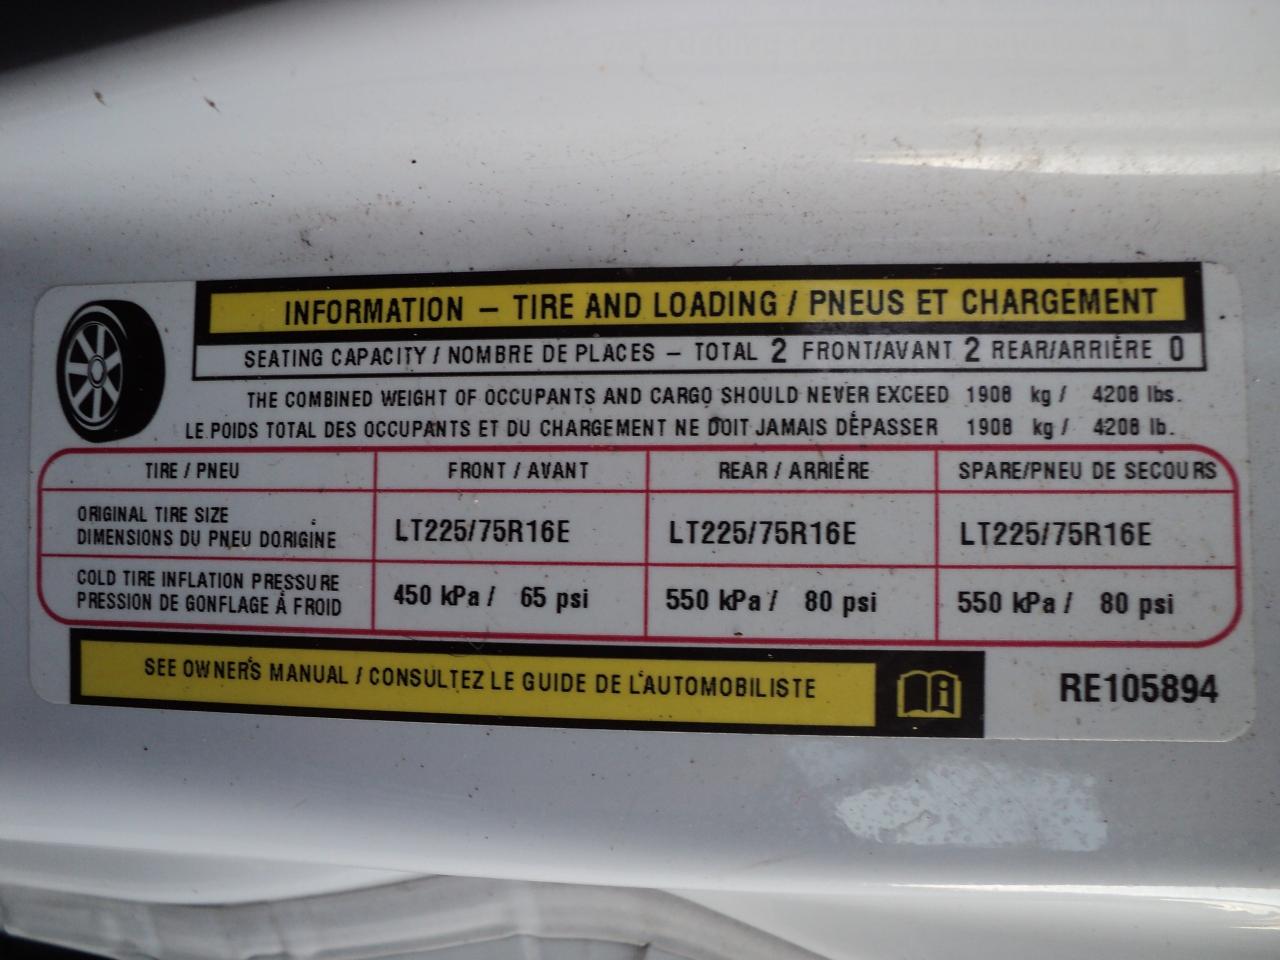 INFORMATION – TIRE AND LOADING / PNEUS ET CHARGEMENT
SEATING CAPACITY / NOMBRE DE PLACES – TOTAL 2 FRONT/AVANT 2 REAR/ARRIÈRE 0
THE COMBINED WEIGHT OF OCCUPANTS AND CARGO SHOULD NEVER EXCEED 1908 kg / 4208 lbs.
LE POIDS TOTAL DES OCCUPANTS ET DU CHARGEMENT NE DOIT JAMAIS DÉPASSER 1908 kg / 4208 lb.
TIRE / PNEU FRONT / AVANT REAR / ARRIÈRE SPARE/PNEU DE SECOURS
ORIGINAL TIRE SIZE
DIMENSIONS DU PNEU D'ORIGINE LT225/75R16E LT225/75R16E LT225/75R16E
COLD TIRE INFLATION PRESSURE
PRESSION DE GONFLAGE À FROID 450 kPa / 65 psi 550 kPa / 80 psi 550 kPa / 80 psi
SEE OWNER'S MANUAL / CONSULTEZ LE GUIDE DE L'AUTOMOBILISTE
RE105894